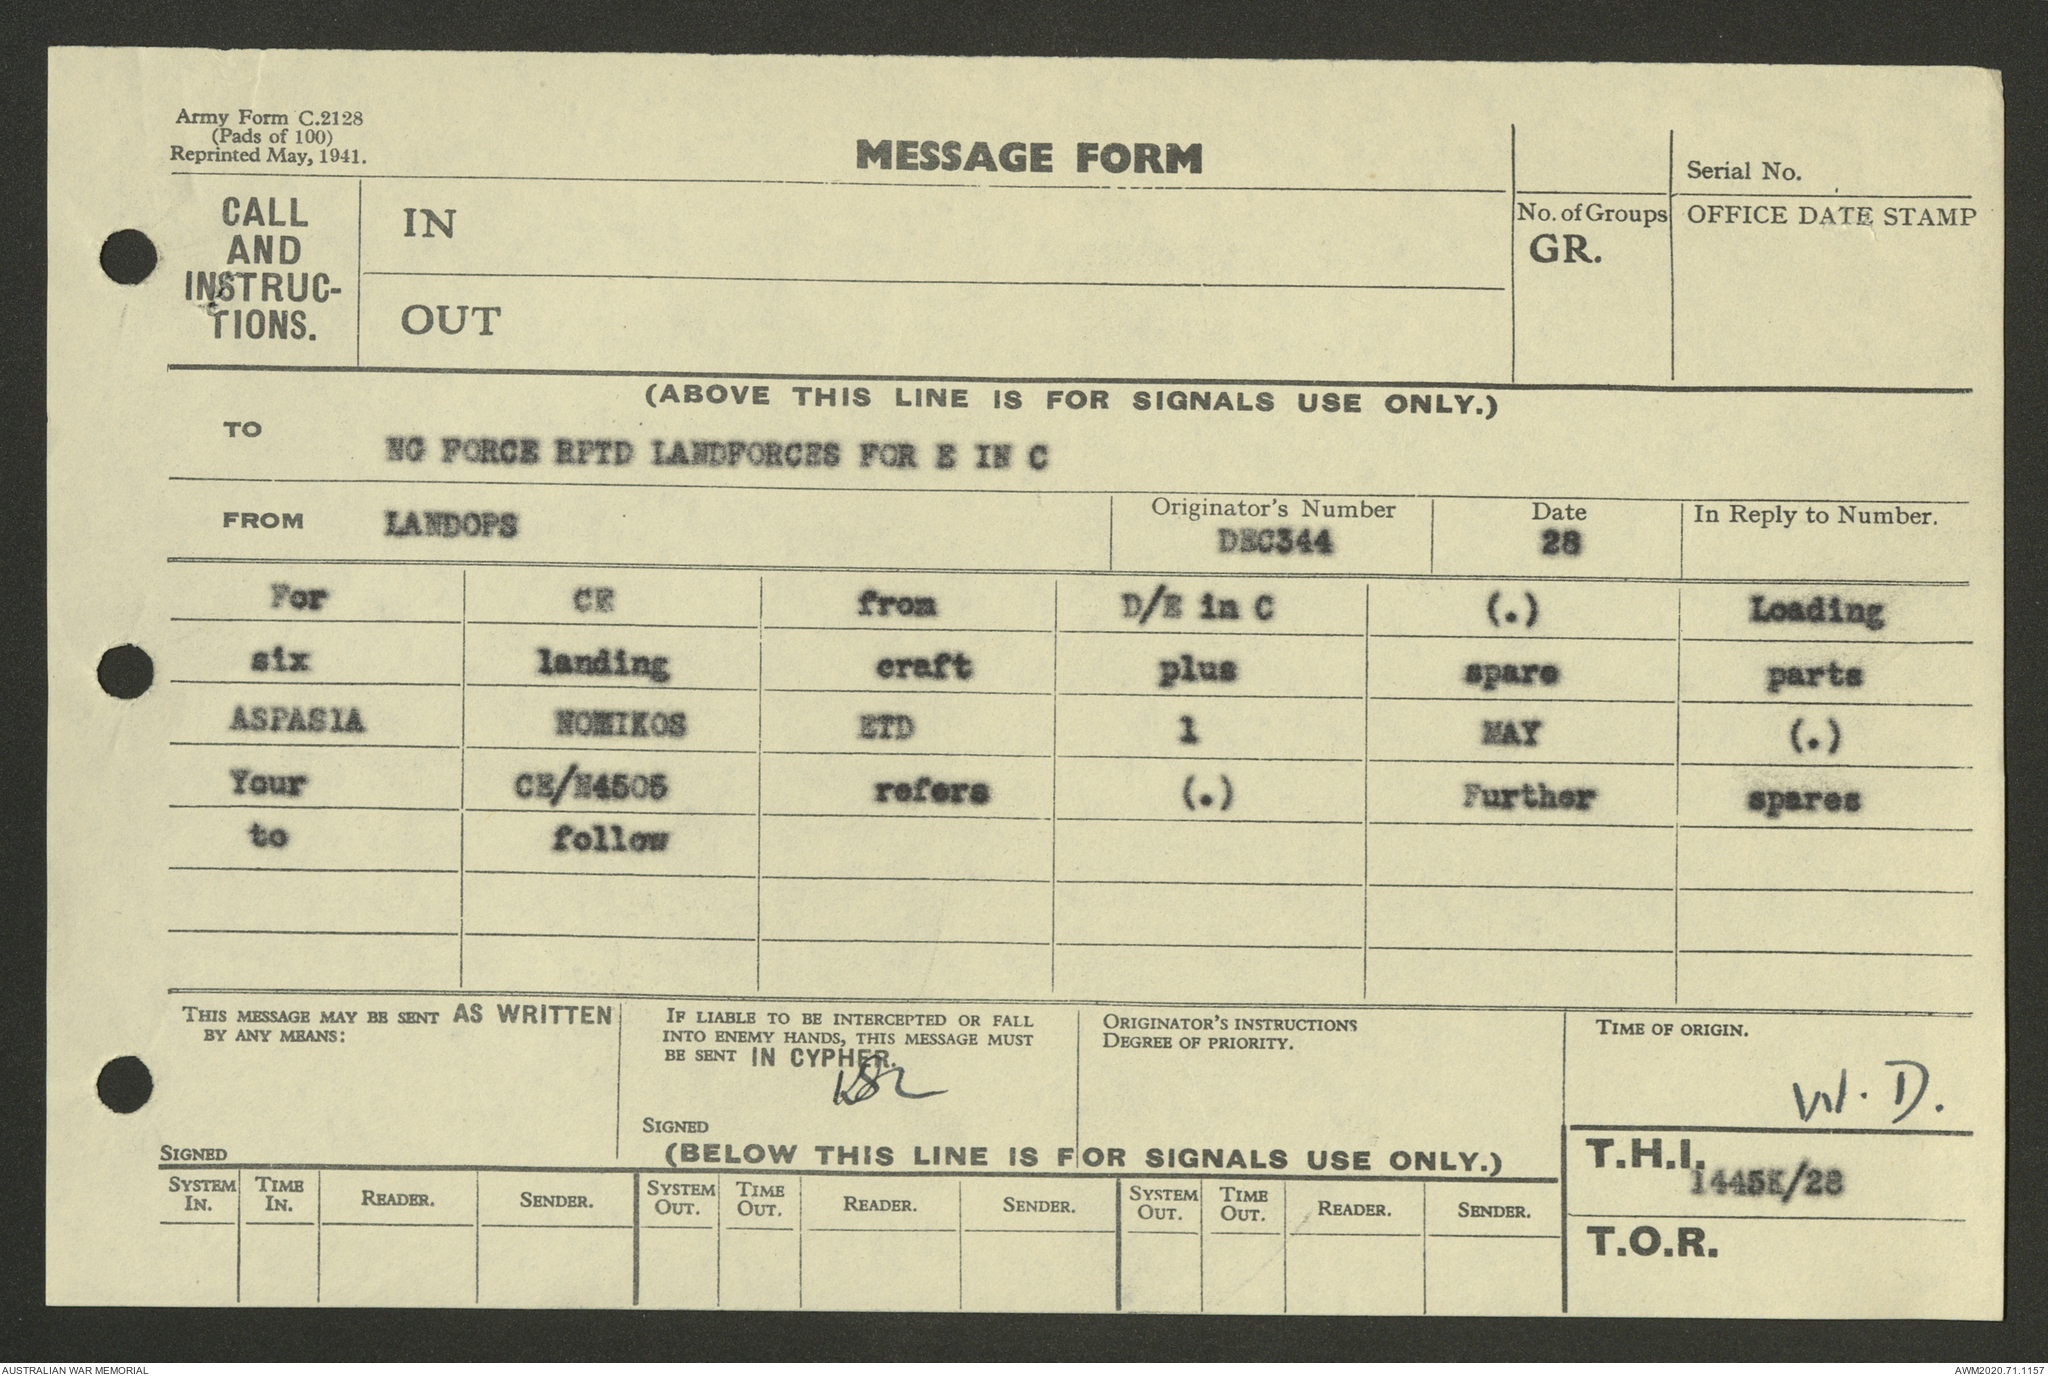 Army Form C.2128
(Pads of 100)
Reprinted May, 1941.
MESSAGE FORM
Serial No.
CALL AND INSTRUC- TIONS.
IN
OUT
No. of Groups
GR.
OFFICE DATE STAMP
(ABOVE THIS LINE IS FOR SIGNALS USE ONLY.)
TO NG FORCE RPTD LANDFORCES FOR E IN C
FROM LANDOPS
Originator's Number
DEC344
Date
28
In Reply to Number.
For CE from D/E in C (.) Loading
six landing craft plus spare parts
ASPASIA NOMIKOS ETD 1 MAY (.)
Your CE/N4505 refers (.) Further spares
to follow
THIS MESSAGE MAY BE SENT AS WRITTEN
BY ANY MEANS:
SIGNED
IF LIABLE TO BE INTERCEPTED OR FALL
INTO ENEMY HANDS, THIS MESSAGE MUST
BE SENT IN CYPHER.
SIGNED
ORIGINATOR'S INSTRUCTIONS
DEGREE OF PRIORITY.
TIME OF ORIGIN.
W.D.
(BELOW THIS LINE IS FOR SIGNALS USE ONLY.)
T.H.I.
1445K/28
T.O.R.
SYSTEM IN. TIME IN. READER. SENDER. SYSTEM OUT. TIME OUT. READER. SENDER. SYSTEM OUT. TIME OUT. READER. SENDER.
AUSTRALIAN WAR MEMORIAL
AWM2020.71.1157